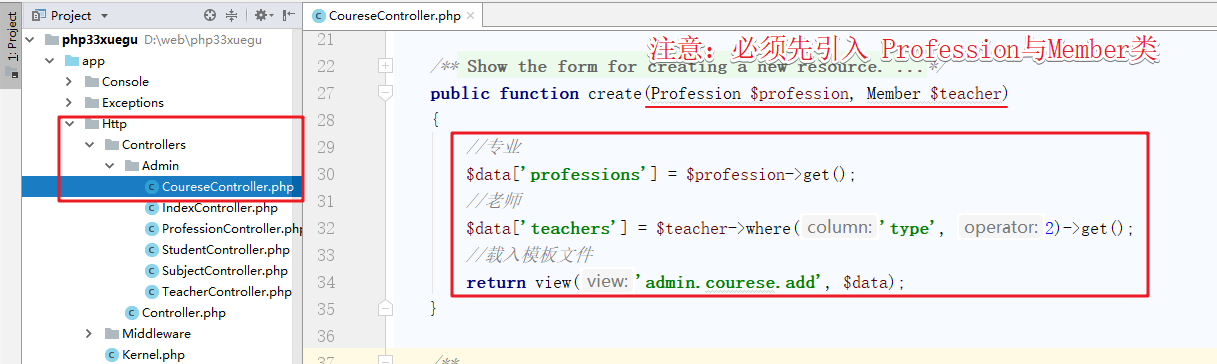 1: Project
Project
php33xuegu D:\web\php33xuegu
app
Console
Exceptions
Http
Controllers
Admin
CoureseController.php
IndexController.php
ProfessionController.php
StudentController.php
SubjectController.php
TeacherController.php
Controller.php
Middleware
Kernel.php
CoureseController.php
注意：必须先引入 Profession与Member类
21
22 /** Show the form for creating a new resource. ...*/
27 public function create(Profession $profession, Member $teacher)
28 {
29 //专业
30 $data['professions'] = $profession->get();
31 //老师
32 $data['teachers'] = $teacher->where( column: 'type', operator: 2)->get();
33 //载入模板文件
34 return view( view: 'admin.courese.add', $data);
35 }
36
37 /**